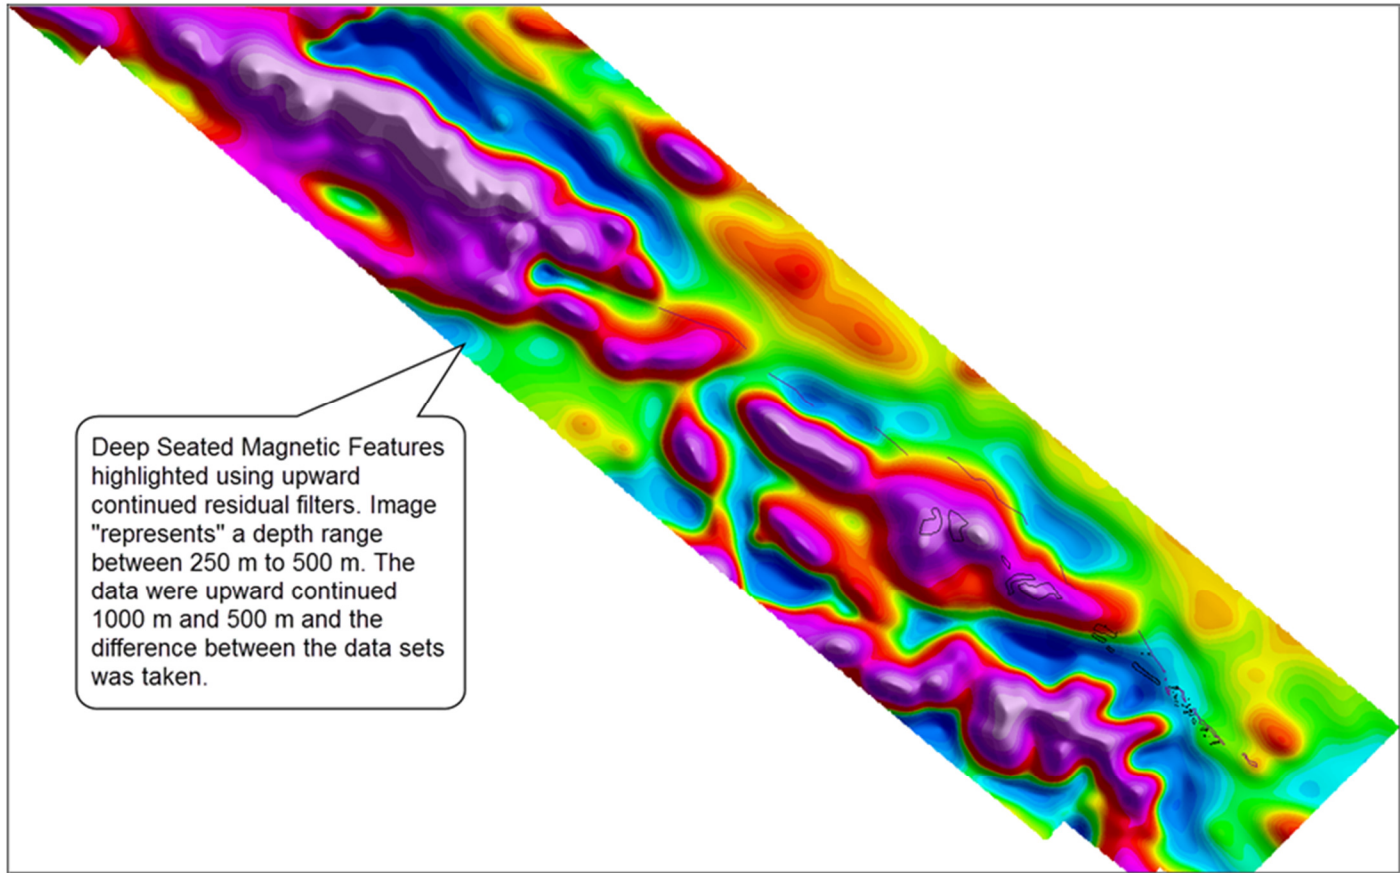 Deep Seated Magnetic Features
highlighted using upward
continued residual filters. Image
"represents" a depth range
between 250 m to 500 m. The
data were upward continued
1000 m and 500 m and the
difference between the data sets
was taken.